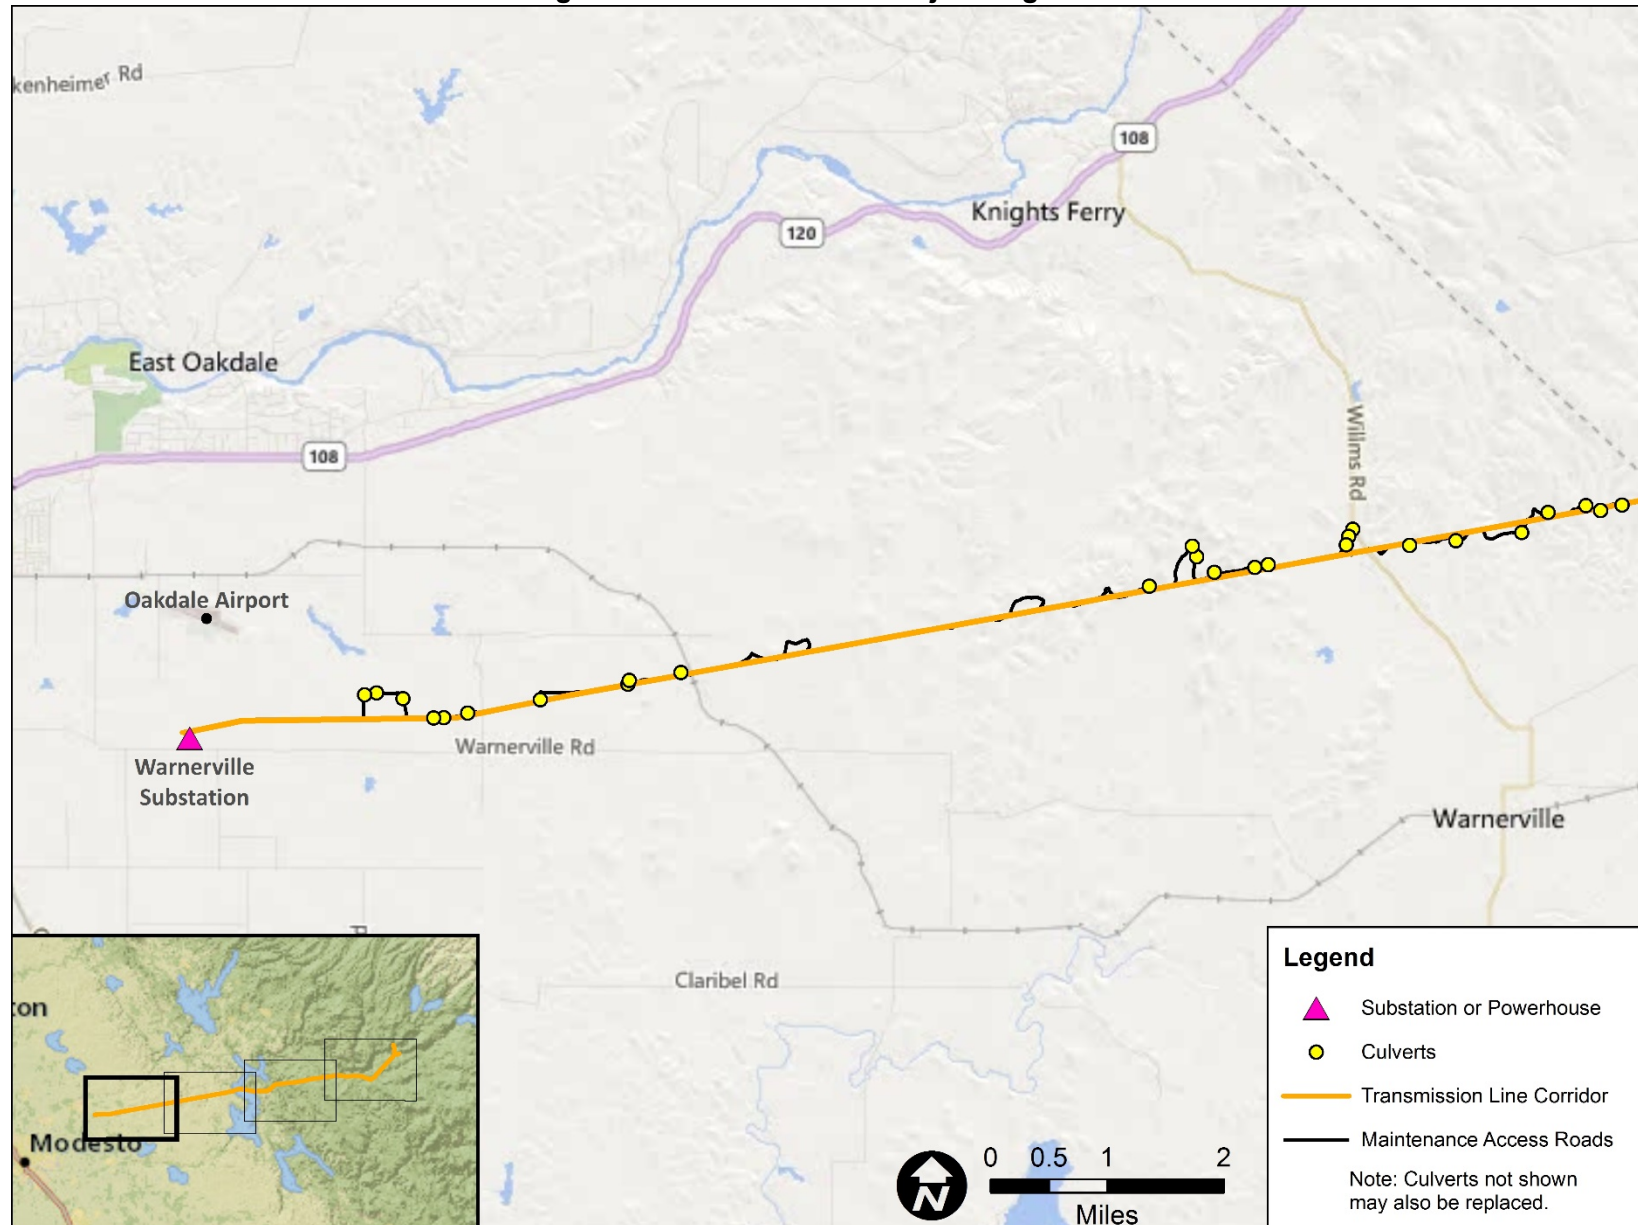 kenheimer Rd
108
Knights Ferry
120
East Oakdale
108
Willms Rd
Oakdale Airport
Warnerville Rd
Warnerville
Substation
Warnerville
Claribel Rd
ton
Modesto
Legend
Substation or Powerhouse
Culverts
Transmission Line Corridor
Maintenance Access Roads
Note: Culverts not shown
may also be replaced.
N
0 0.5 1 2
Miles